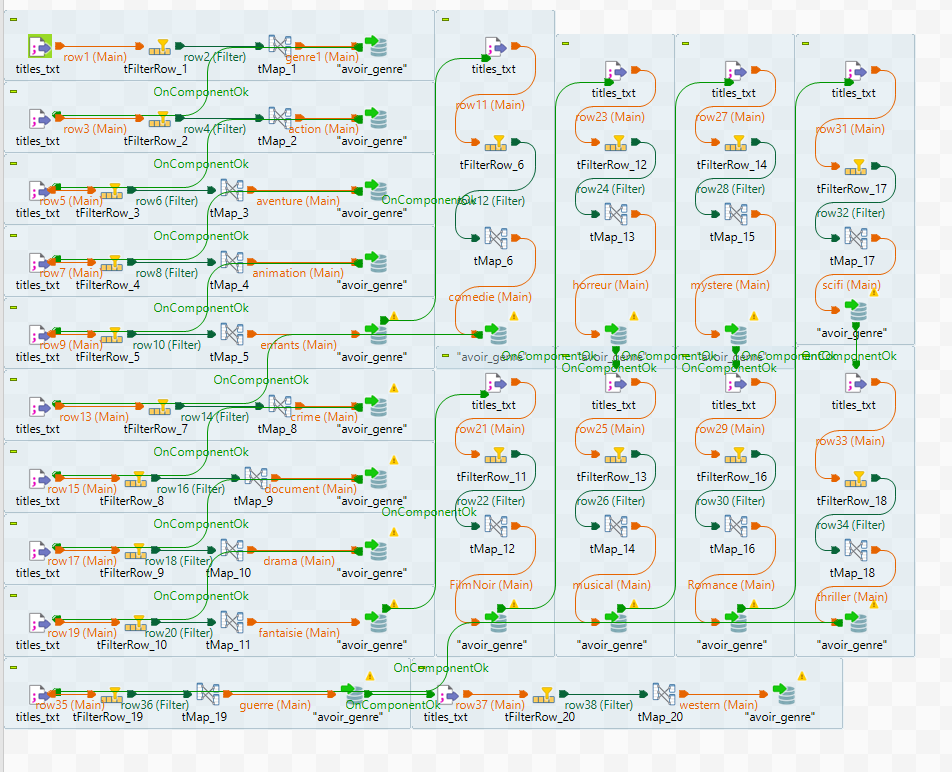 row1 (Main)
row2 (Filter)
genre1 (Main)
titles_txt
tFilterRow_1
tMap_1
"avoir_genre"
OnComponentOk
row3 (Main)
row4 (Filter)
action (Main)
titles_txt
tFilterRow_2
tMap_2
"avoir_genre"
OnComponentOk
row5 (Main)
row6 (Filter)
aventure (Main)
titles_txt
tFilterRow_3
tMap_3
"avoir_genre"
OnComponentOk
OnComponentOk
row7 (Main)
row8 (Filter)
animation (Main)
titles_txt
tFilterRow_4
tMap_4
"avoir_genre"
OnComponentOk
row9 (Main)
row10 (Filter)
enfants (Main)
titles_txt
tFilterRow_5
tMap_5
"avoir_genre"
OnComponentOk
row13 (Main)
row14 (Filter)
crime (Main)
titles_txt
tFilterRow_7
tMap_8
"avoir_genre"
OnComponentOk
row15 (Main)
row16 (Filter)
document (Main)
titles_txt
tFilterRow_8
tMap_9
"avoir_genre"
OnComponentOk
OnComponentOk
row17 (Main)
row18 (Filter)
drama (Main)
titles_txt
tFilterRow_9
tMap_10
"avoir_genre"
OnComponentOk
row19 (Main)
row20 (Filter)
fantaisie (Main)
titles_txt
tFilterRow_10
tMap_11
"avoir_genre"
titles_txt
row11 (Main)
tFilterRow_6
row12 (Filter)
tMap_6
comedie (Main)
"avoir_genre"
OnComponentOk
titles_txt
row23 (Main)
tFilterRow_12
row24 (Filter)
tMap_13
horreur (Main)
"avoir_genre"
OnComponentOk
OnComponentOk
titles_txt
row27 (Main)
tFilterRow_14
row28 (Filter)
tMap_15
mystere (Main)
"avoir_genre"
OnComponentOk
OnComponentOk
titles_txt
row31 (Main)
tFilterRow_17
row32 (Filter)
tMap_17
scifi (Main)
"avoir_genre"
OnComponentOk
titles_txt
row21 (Main)
tFilterRow_11
row22 (Filter)
tMap_12
FilmNoir (Main)
"avoir_genre"
titles_txt
row25 (Main)
tFilterRow_13
row26 (Filter)
tMap_14
musical (Main)
"avoir_genre"
titles_txt
row29 (Main)
tFilterRow_16
row30 (Filter)
tMap_16
Romance (Main)
"avoir_genre"
titles_txt
row33 (Main)
tFilterRow_18
row34 (Filter)
tMap_18
thriller (Main)
"avoir_genre"
OnComponentOk
row35 (Main)
row36 (Filter)
guerre (Main)
OnComponentOk
titles_txt
tFilterRow_19
tMap_19
"avoir_genre"
row37 (Main)
row38 (Filter)
western (Main)
titles_txt
tFilterRow_20
tMap_20
"avoir_genre"